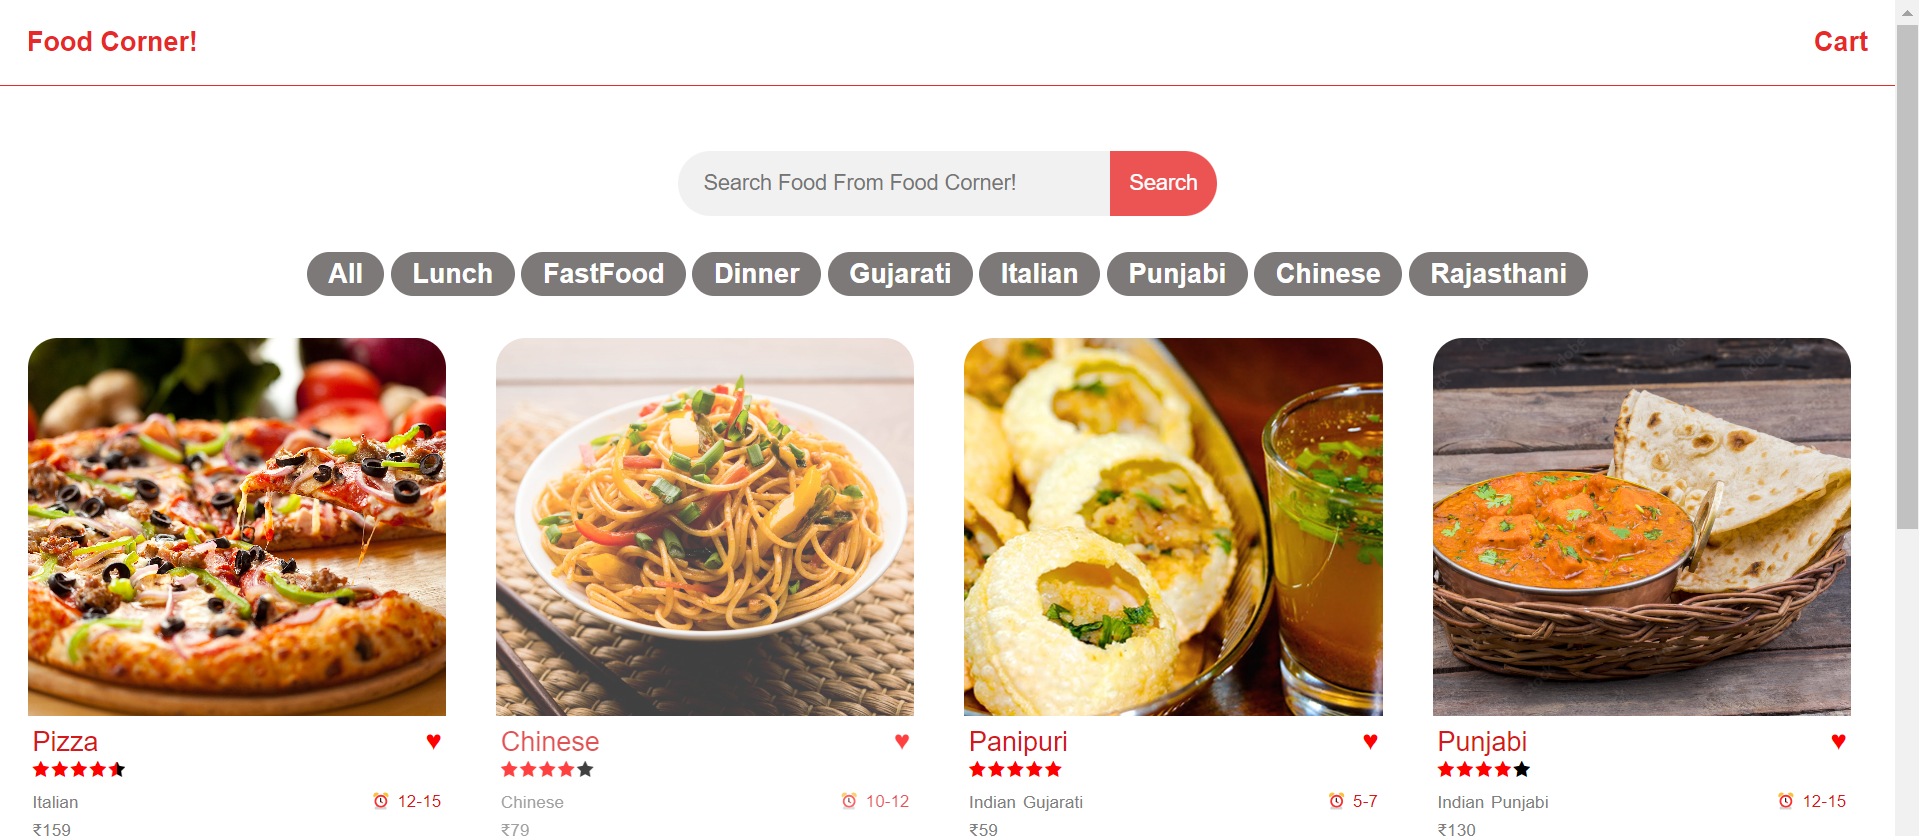 Food Corner! Cart
Search Food From Food Corner! Search
All Lunch FastFood Dinner Gujarati Italian Punjabi Chinese Rajasthani
Pizza ♥
Italian ⏰ 12-15
₹159
Chinese ♥
Chinese ⏰ 10-12
₹79
Panipuri ♥
Indian Gujarati ⏰ 5-7
₹59
Punjabi ♥
Indian Punjabi ⏰ 12-15
₹130